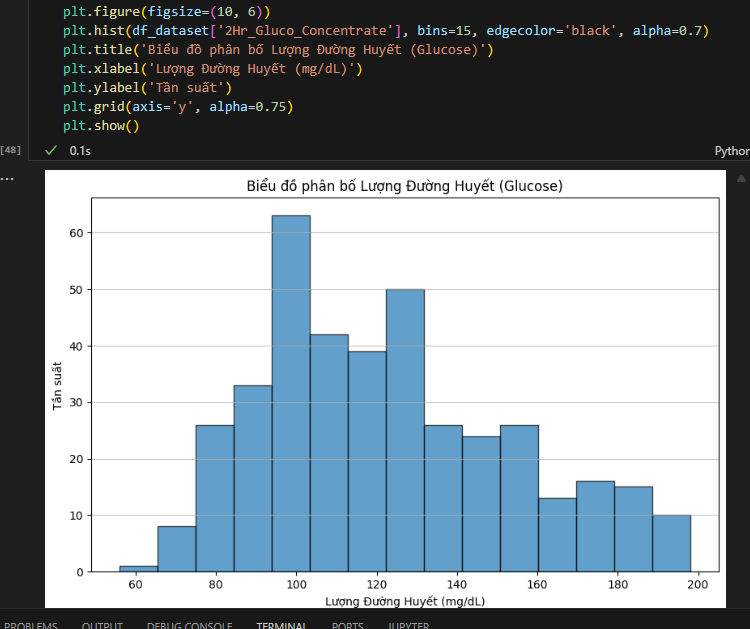 plt.figure(figsize=(10, 6))
plt.hist(df_dataset['2Hr_Gluco_Concentrate'], bins=15, edgecolor='black', alpha=0.7)
plt.title('Biểu đồ phân bố Lượng Đường Huyết (Glucose)')
plt.xlabel('Lượng Đường Huyết (mg/dL)')
plt.ylabel('Tần suất')
plt.grid(axis='y', alpha=0.75)
plt.show()
[48] ✓ 0.1s Python
...
Biểu đồ phân bố Lượng Đường Huyết (Glucose)
60
50
40
30
20
10
0
Tần suất
60 80 100 120 140 160 180 200
Lượng Đường Huyết (mg/dL)
PROBLEMS OUTPUT DEBUG CONSOLE TERMINAL PORTS JUPYTER